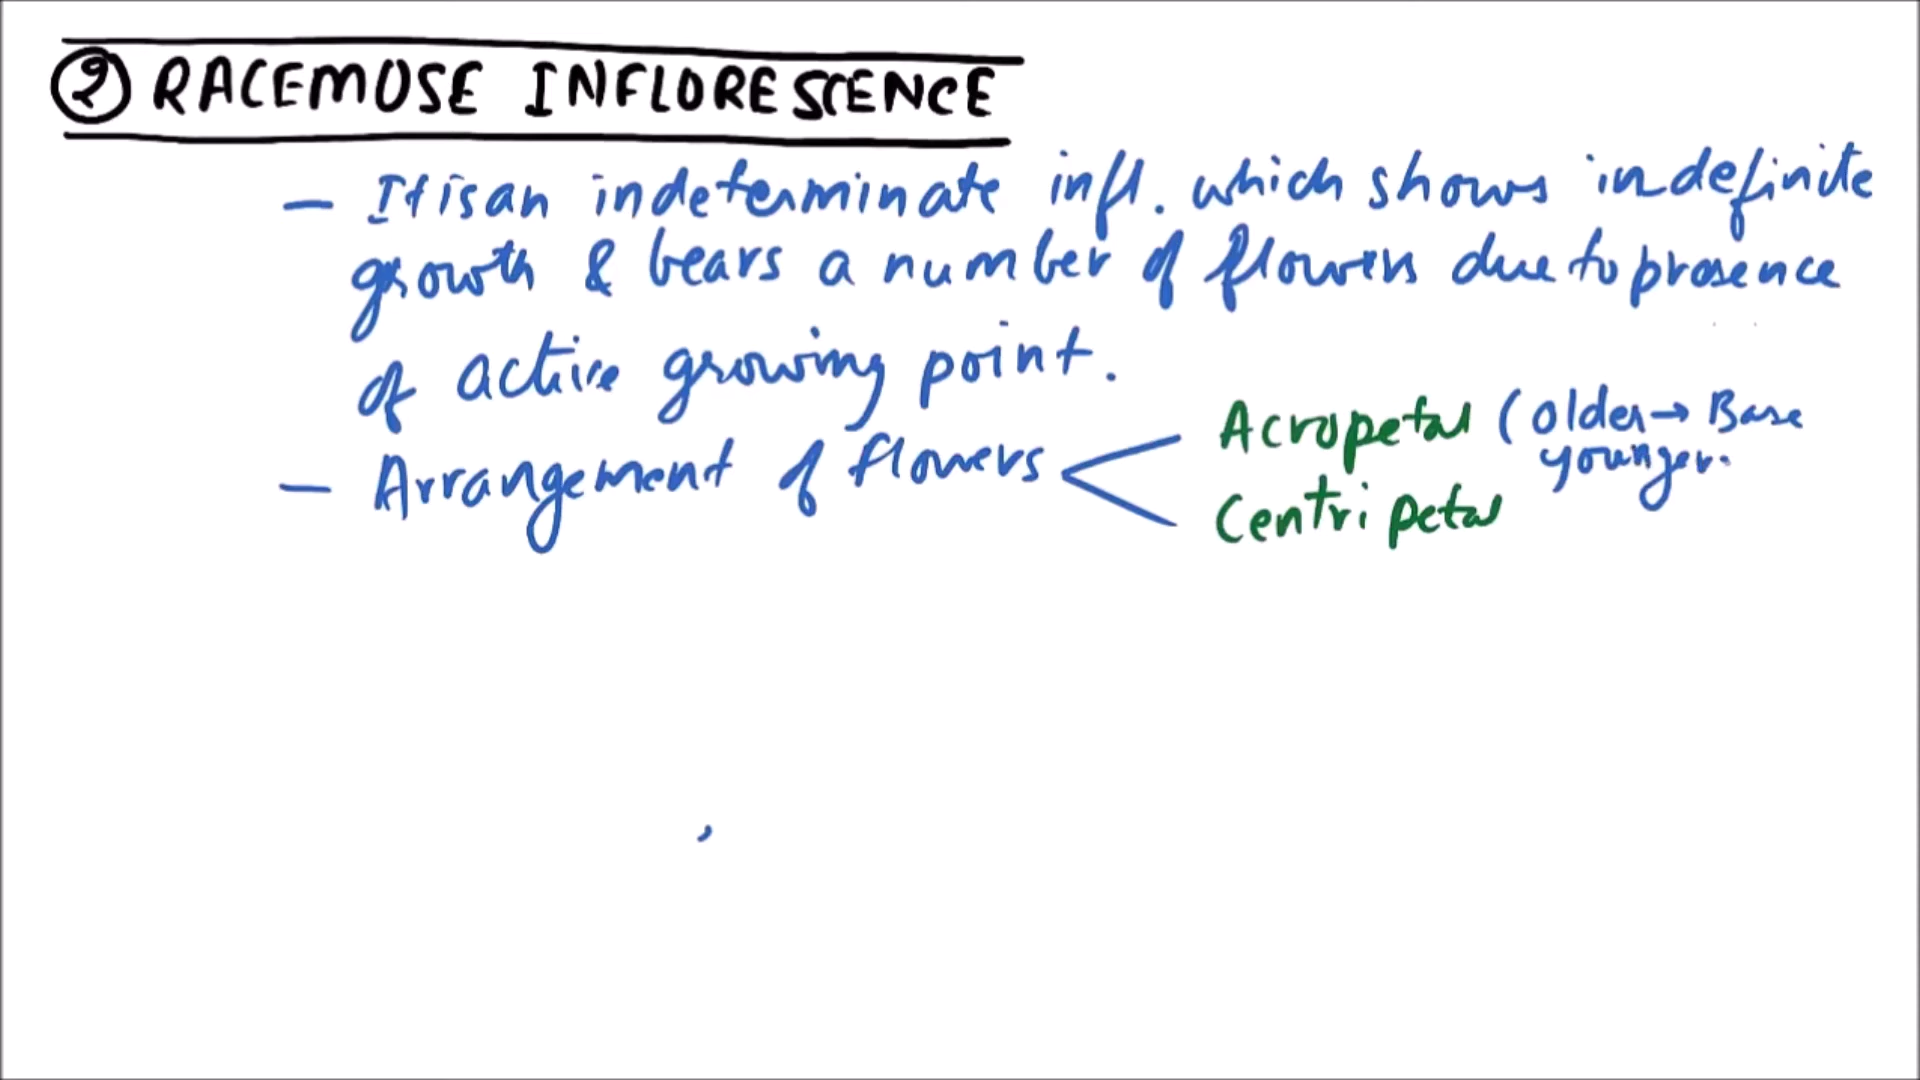 2 RACEMOSE INFLORESCENCE
— It is an indeterminate infl. which shows indefinite
growth & bears a number of flowers due to presence
of active growing point.
— Arrangement of flowers
Acropetal (older → Base
younger.
Centripetal